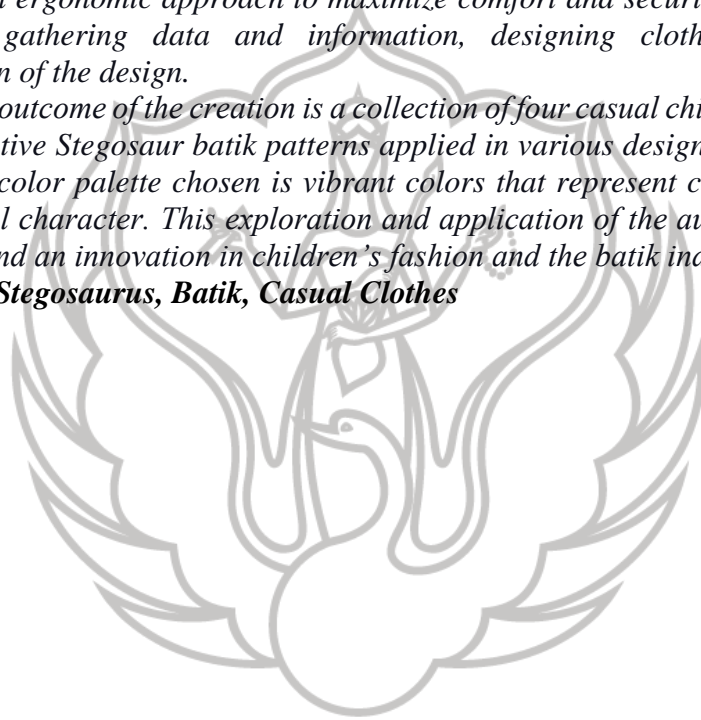 ergonomic approach to maximize comfort and securi
gathering data and information, designing cloth
n of the design.
outcome of the creation is a collection of four casual chi
tive Stegosaur batik patterns applied in various design
color palette chosen is vibrant colors that represent c
l character. This exploration and application of the au
nd an innovation in children's fashion and the batik ind
Stegosaurus, Batik, Casual Clothes